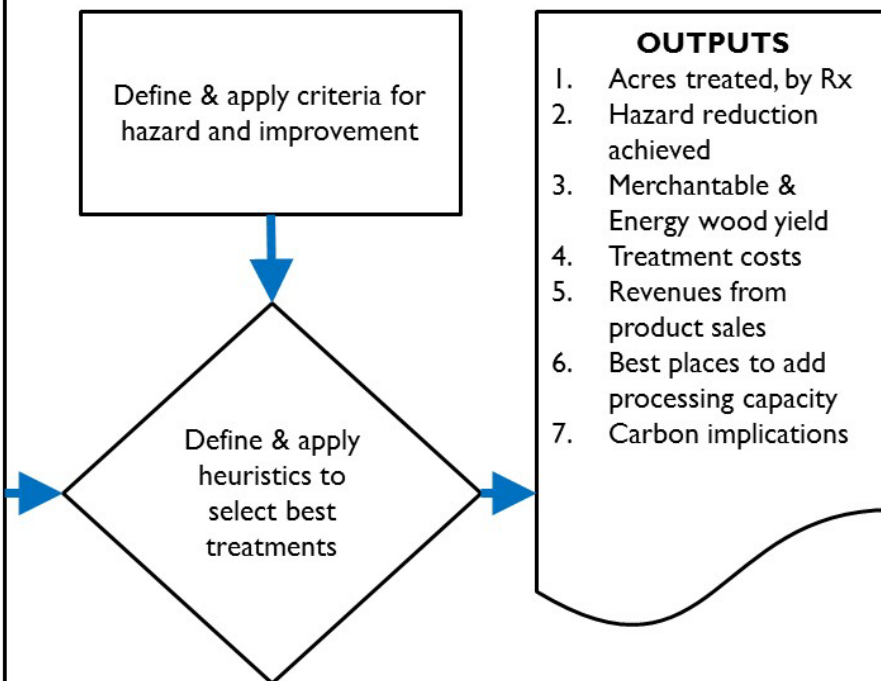 Define & apply criteria for
hazard and improvement
Define & apply
heuristics to
select best
treatments
OUTPUTS
1. Acres treated, by Rx
2. Hazard reduction
achieved
3. Merchantable &
Energy wood yield
4. Treatment costs
5. Revenues from
product sales
6. Best places to add
processing capacity
7. Carbon implications